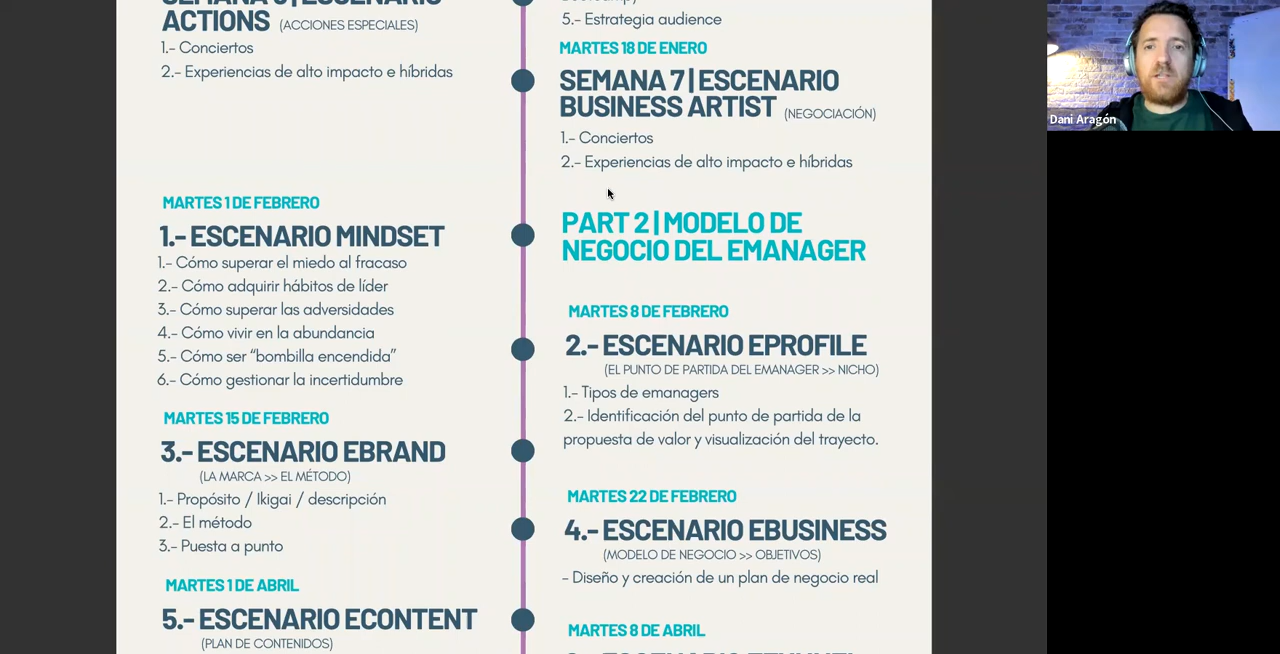 ACTIONS (ACCIONES ESPECIALES)
1.- Conciertos
2.- Experiencias de alto impacto e híbridas
5.- Estrategia audience
MARTES 18 DE ENERO
SEMANA 7 | ESCENARIO
BUSINESS ARTIST (NEGOCIACIÓN)
1.- Conciertos
2.- Experiencias de alto impacto e híbridas
MARTES 1 DE FEBRERO
1.- ESCENARIO MINDSET
1.- Cómo superar el miedo al fracaso
2.- Cómo adquirir hábitos de líder
3.- Cómo superar las adversidades
4.- Cómo vivir en la abundancia
5.- Cómo ser “bombilla encendida”
6.- Cómo gestionar la incertidumbre
PART 2 | MODELO DE
NEGOCIO DEL EMANAGER
MARTES 8 DE FEBRERO
2.- ESCENARIO EPROFILE
(EL PUNTO DE PARTIDA DEL EMANAGER >> NICHO)
1.- Tipos de emanagers
2.- Identificación del punto de partida de la
propuesta de valor y visualización del trayecto.
MARTES 15 DE FEBRERO
3.- ESCENARIO EBRAND
(LA MARCA >> EL MÉTODO)
1.- Propósito / Ikigai / descripción
2.- El método
3.- Puesta a punto
MARTES 22 DE FEBRERO
4.- ESCENARIO EBUSINESS
(MODELO DE NEGOCIO >> OBJETIVOS)
- Diseño y creación de un plan de negocio real
MARTES 1 DE ABRIL
5.- ESCENARIO ECONTENT
(PLAN DE CONTENIDOS)
MARTES 8 DE ABRIL
Dani Aragón